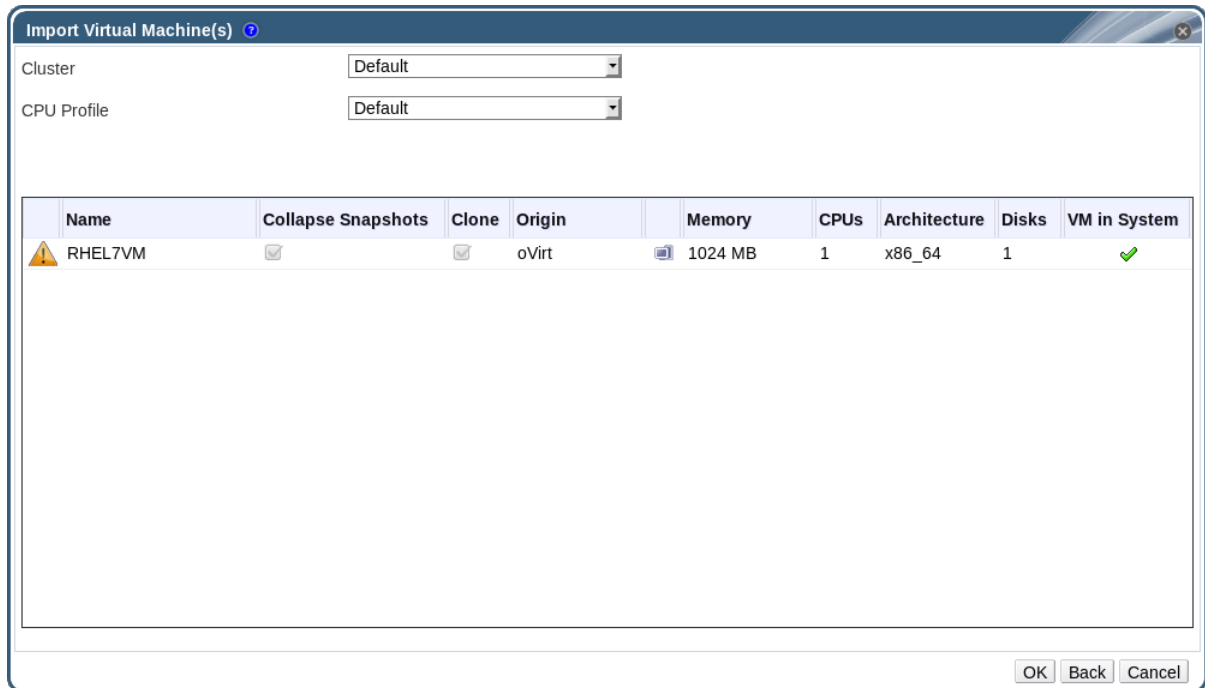 Import Virtual Machine(s) ?
Cluster Default
CPU Profile Default
Name Collapse Snapshots Clone Origin Memory CPUs Architecture Disks VM in System
RHEL7VM oVirt 1024 MB 1 x86_64 1
OK Back Cancel